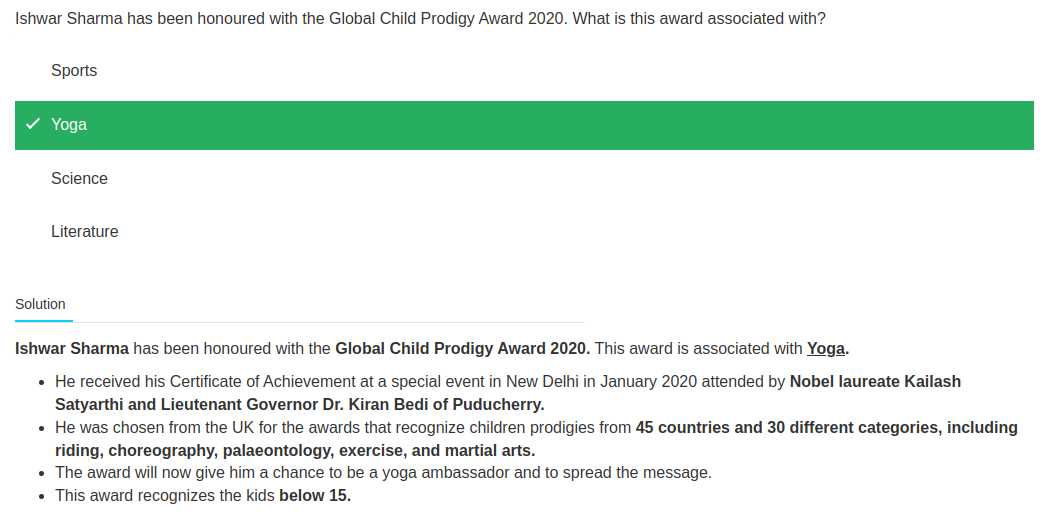 Ishwar Sharma has been honoured with the Global Child Prodigy Award 2020. What is this award associated with?
Sports
Yoga
Science
Literature
Solution
Ishwar Sharma has been honoured with the Global Child Prodigy Award 2020. This award is associated with Yoga.
He received his Certificate of Achievement at a special event in New Delhi in January 2020 attended by Nobel laureate Kailash
Satyarthi and Lieutenant Governor Dr. Kiran Bedi of Puducherry.
He was chosen from the UK for the awards that recognize children prodigies from 45 countries and 30 different categories, including
riding, choreography, palaeontology, exercise, and martial arts.
The award will now give him a chance to be a yoga ambassador and to spread the message.
This award recognizes the kids below 15.